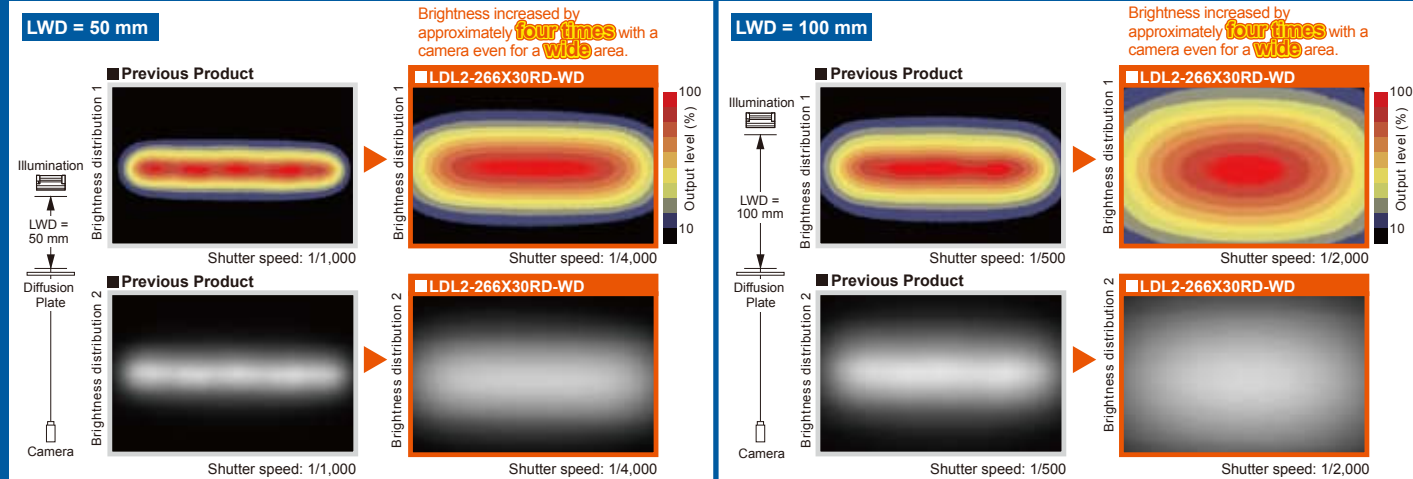 LWD = 50 mm
Brightness increased by
approximately four times with a
camera even for a wide area.
■Previous Product
■LDL2-266X30RD-WD
Brightness distribution 1
Brightness distribution 1
100
Output level (%)
10
Illumination
LWD =
50 mm
Diffusion
Plate
Camera
Shutter speed: 1/1,000
Shutter speed: 1/4,000
■Previous Product
■LDL2-266X30RD-WD
Brightness distribution 2
Brightness distribution 2
Shutter speed: 1/1,000
Shutter speed: 1/4,000
LWD = 100 mm
Brightness increased by
approximately four times with a
camera even for a wide area.
■Previous Product
■LDL2-266X30RD-WD
Brightness distribution 1
Brightness distribution 1
100
Output level (%)
10
Illumination
LWD =
100 mm
Diffusion
Plate
Camera
Shutter speed: 1/500
Shutter speed: 1/2,000
■Previous Product
■LDL2-266X30RD-WD
Brightness distribution 2
Brightness distribution 2
Shutter speed: 1/500
Shutter speed: 1/2,000